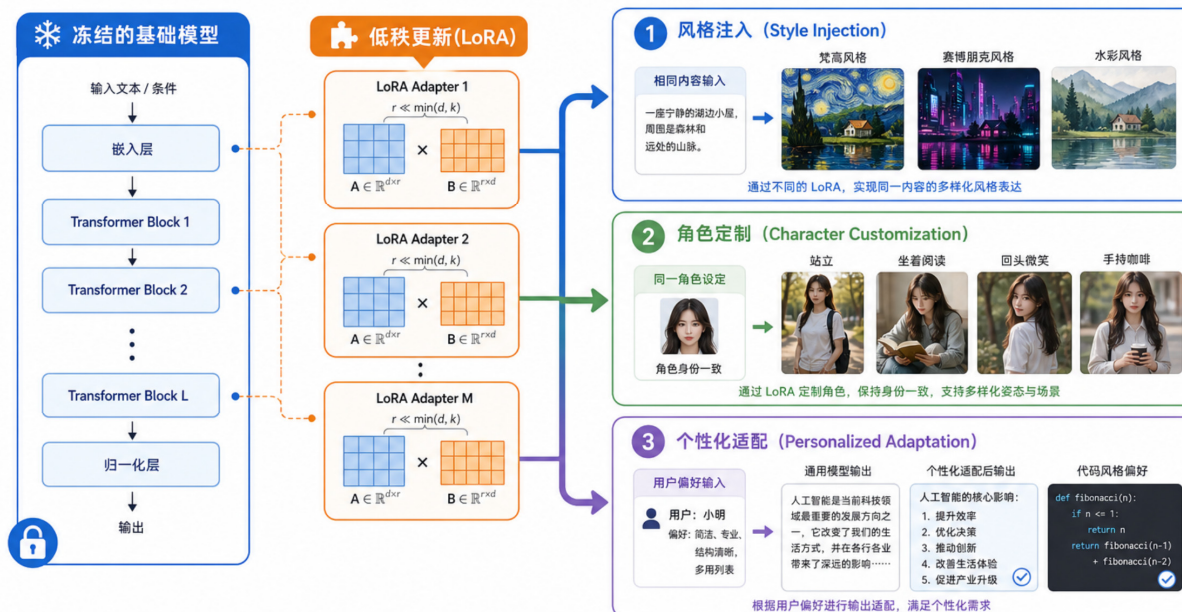 冻结的基础模型
输入文本 / 条件
嵌入层
Transformer Block 1
Transformer Block 2
Transformer Block L
归一化层
输出
低秩更新(LoRA)
LoRA Adapter 1
r ≪ min(d, k)
×
A ∈ ℝ^{d×r} B ∈ ℝ^{r×d}
LoRA Adapter 2
r ≪ min(d, k)
×
A ∈ ℝ^{d×r} B ∈ ℝ^{r×d}
LoRA Adapter M
r ≪ min(d, k)
×
A ∈ ℝ^{d×r} B ∈ ℝ^{r×d}
1 风格注入（Style Injection）
相同内容输入
一座宁静的湖边小屋，
周围是森林和
远处的山脉。
梵高风格 赛博朋克风格 水彩风格
通过不同的 LoRA，实现同一内容的多样化风格表达
2 角色定制（Character Customization）
同一角色设定
角色身份一致
站立 坐着阅读 回头微笑 手持咖啡
通过 LoRA 定制角色，保持身份一致，支持多样化姿态与场景
3 个性化适配（Personalized Adaptation）
用户偏好输入
用户：小明
偏好：简洁、专业、
结构清晰，
多用列表
通用模型输出
人工智能是当前科技领
域最重要的发展方向之
一，它改变了我们的生
活方式，并在各行各业
带来了深远的影响……
个性化适配后输出
人工智能的核心影响：
1. 提升效率
2. 优化决策
3. 推动创新
4. 改善生活体验
5. 促进产业升级
代码风格偏好
def fibonacci(n):
if n <= 1:
return n
return fibonacci(n-1)
+ fibonacci(n-2)
根据用户偏好进行输出适配，满足个性化需求